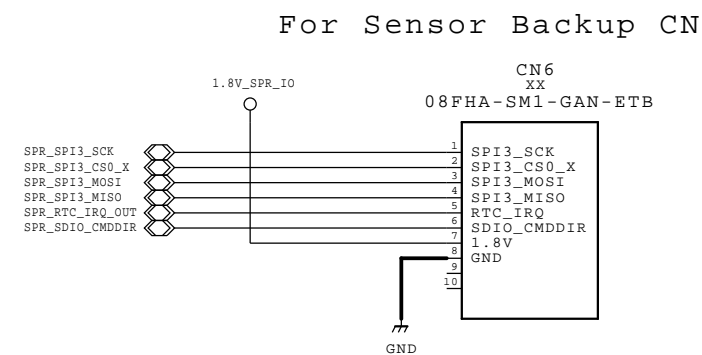 For Sensor Backup CN
CN6
XX
08FHA-SM1-GAN-ETB
1.8V_SPR_IO
SPR_SPI3_SCK 1 SPI3_SCK
SPR_SPI3_CS0_X 2 SPI3_CS0_X
SPR_SPI3_MOSI 3 SPI3_MOSI
SPR_SPI3_MISO 4 SPI3_MISO
SPR_RTC_IRQ_OUT 5 RTC_IRQ
SPR_SDIO_CMDDIR 6 SDIO_CMDDIR
7 1.8V
8 GND
9
10
GND